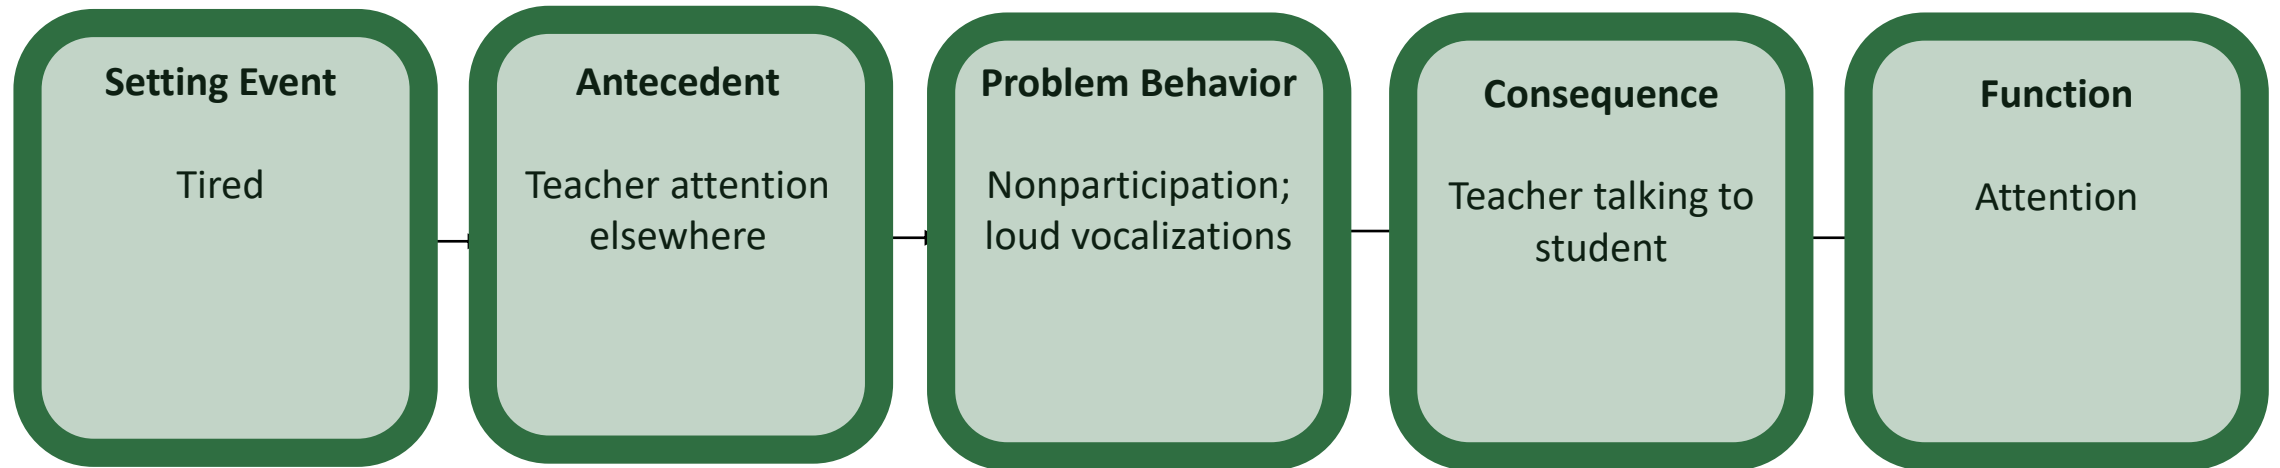 Setting Event
Tired
Antecedent
Teacher attention
elsewhere
Problem Behavior
Nonparticipation;
loud vocalizations
Consequence
Teacher talking to
student
Function
Attention